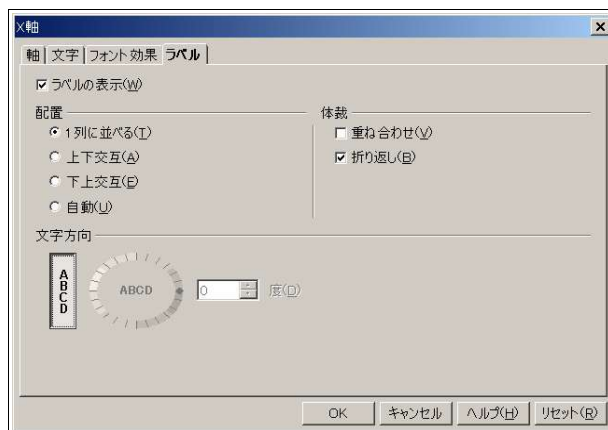 X軸
軸 文字 フォント効果 ラベル
ラベルの表示(W)
配置
1列に並べる(T)
上下交互(A)
下上交互(E)
自動(U)
体裁
重ね合わせ(V)
折り返し(B)
文字方向
ABCD
ABCD
0
度(D)
OK キャンセル ヘルプ(H) リセット(R)